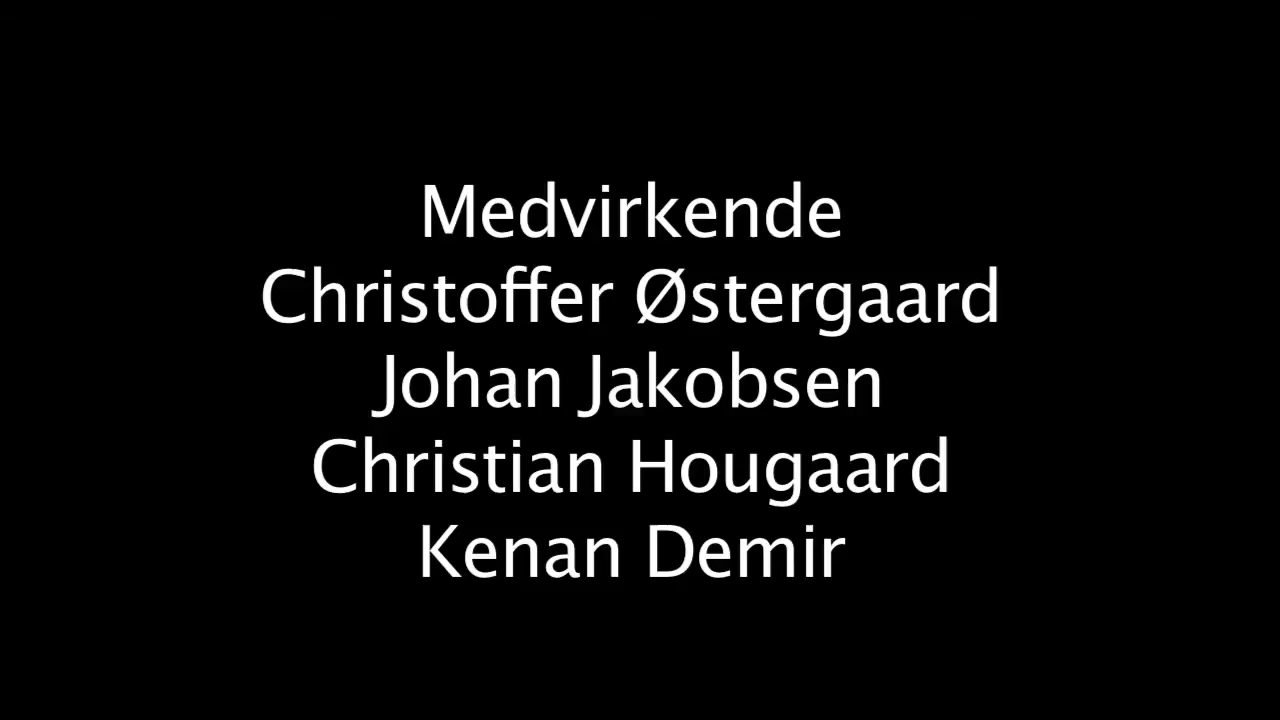 Medvirkende
Christoffer Østergaard
Johan Jakobsen
Christian Hougaard
Kenan Demir